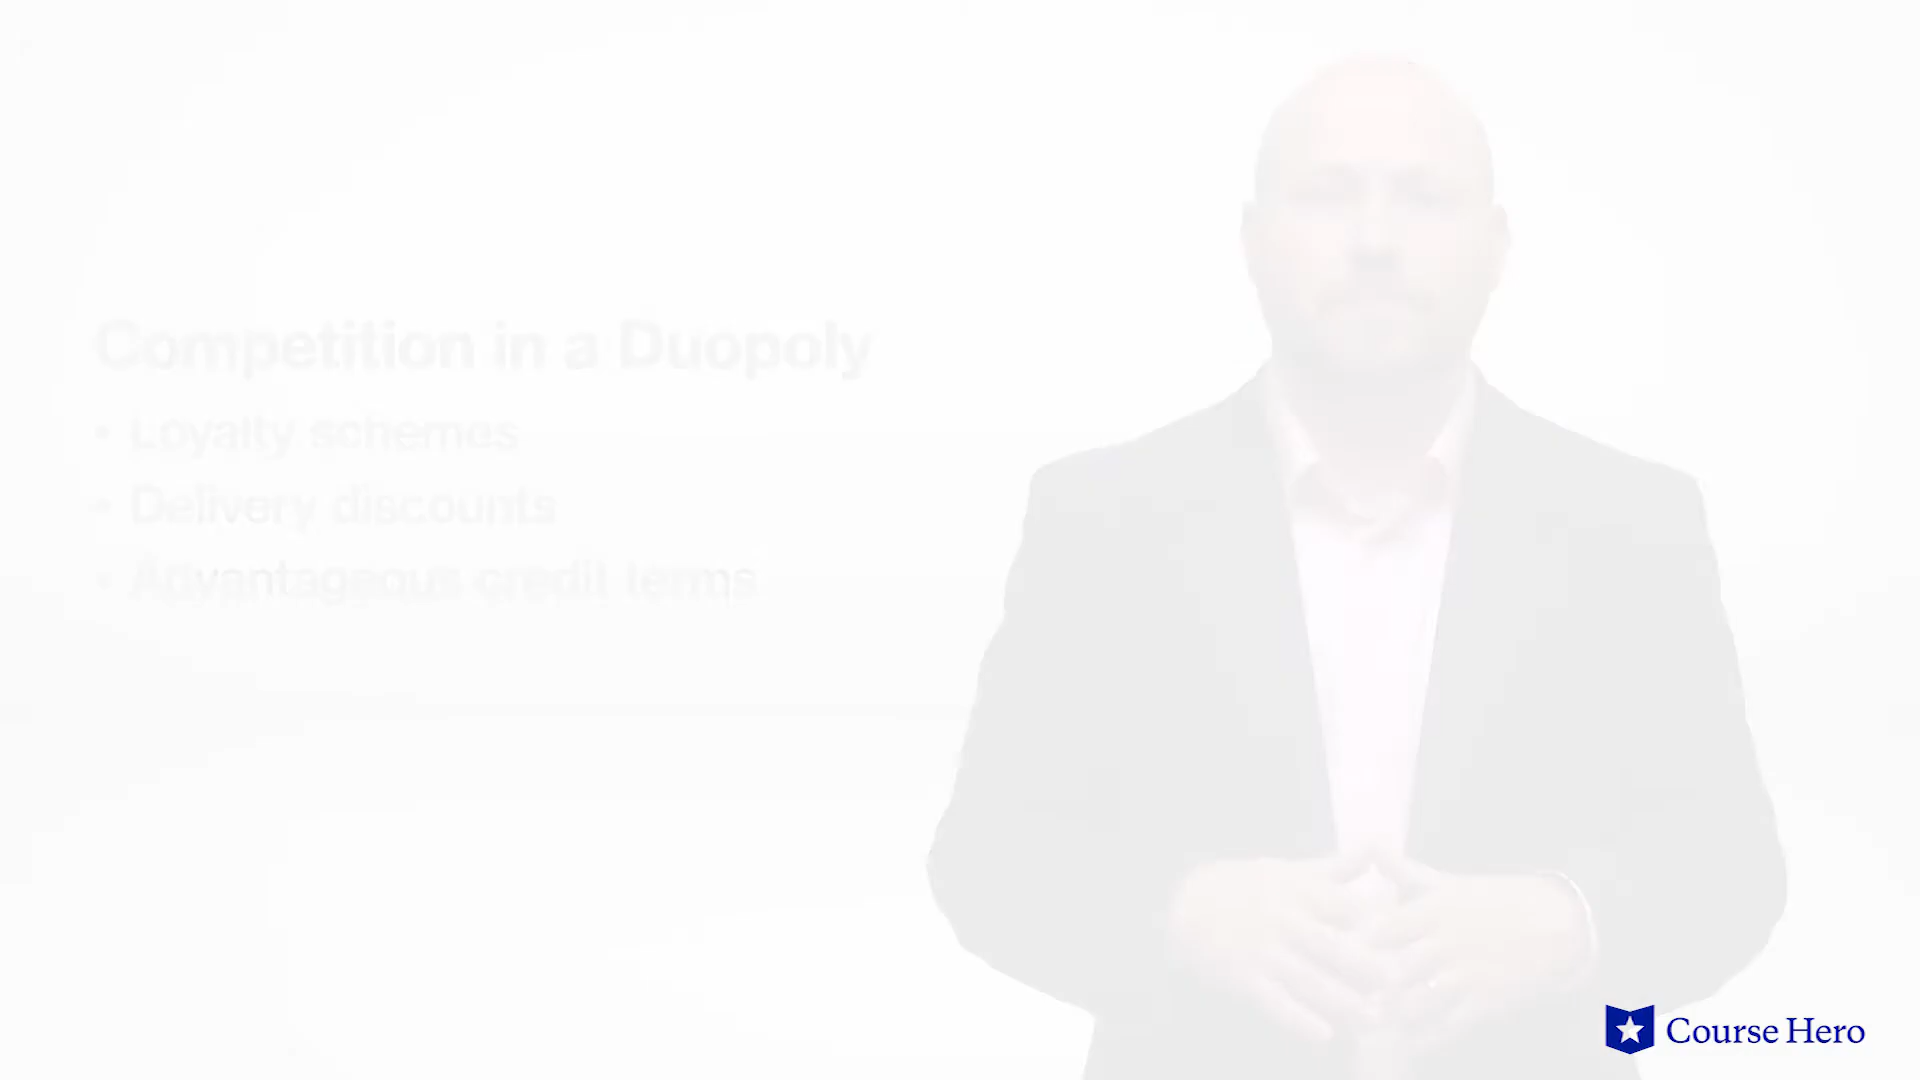 Competition in a Duopoly
• Loyalty schemes
• Delivery discounts
• Advantageous credit terms
Course Hero